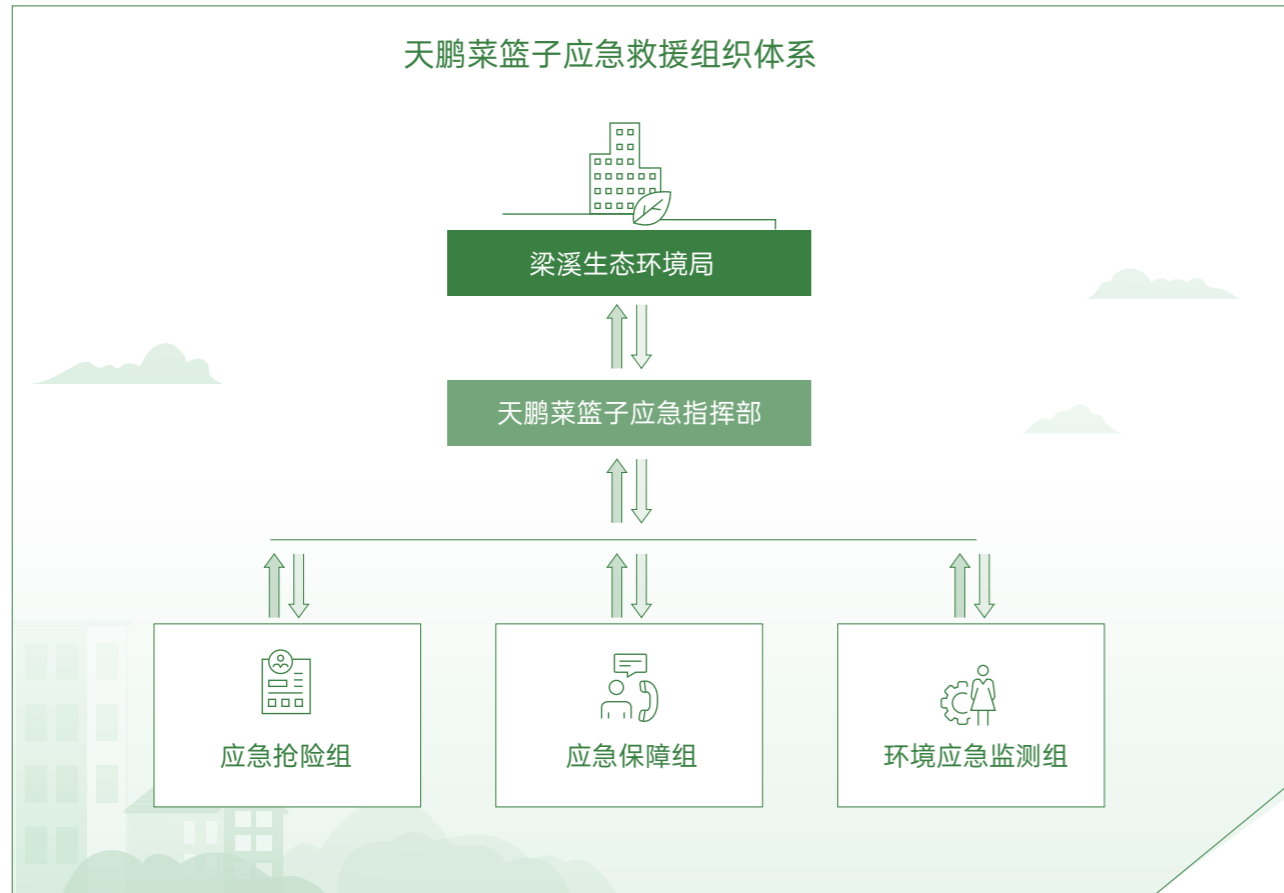 天鹏菜篮子应急救援组织体系
梁溪生态环境局
天鹏菜篮子应急指挥部
应急抢险组
应急保障组
环境应急监测组